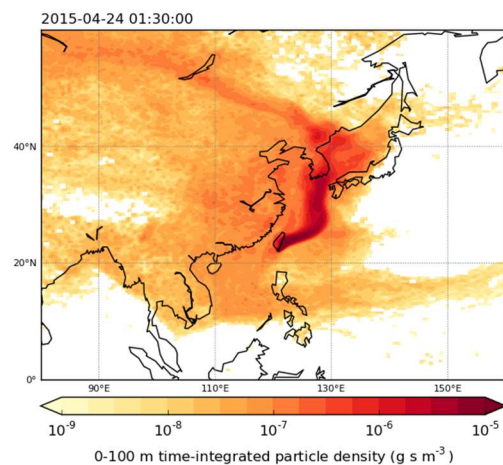 2015-04-24 01:30:00
40°N
20°N
0°
90°E
110°E
130°E
150°E
10⁻⁹
10⁻⁸
10⁻⁷
10⁻⁶
10⁻⁵
0-100 m time-integrated particle density (g s m⁻³)